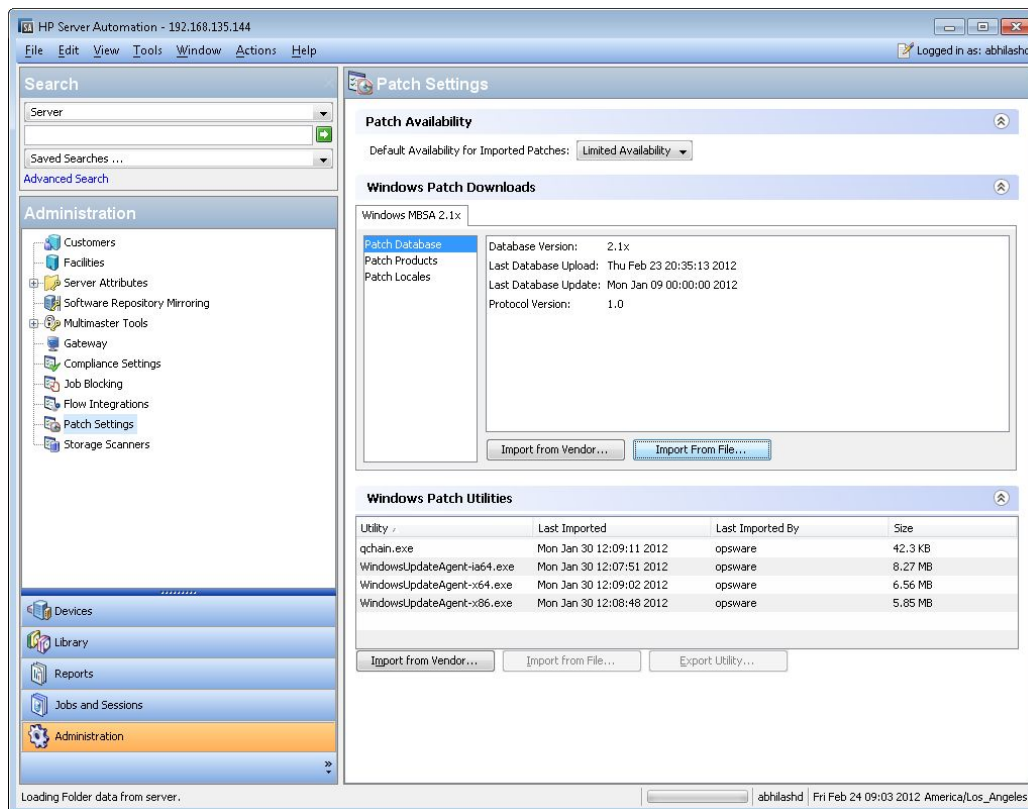 HP Server Automation - 192.168.135.144
File Edit View Tools Window Actions Help
Logged in as: abhilashd
Search
Server
Saved Searches ...
Advanced Search
Administration
Customers
Facilities
Server Attributes
Software Repository Mirroring
Multimaster Tools
Gateway
Compliance Settings
Job Blocking
Flow Integrations
Patch Settings
Storage Scanners
Devices
Library
Reports
Jobs and Sessions
Administration
Patch Settings
Patch Availability
Default Availability for Imported Patches: Limited Availability
Windows Patch Downloads
Windows MBSA 2.1x
Patch Database
Patch Products
Patch Locales
Database Version: 2.1x
Last Database Upload: Thu Feb 23 20:35:13 2012
Last Database Update: Mon Jan 09 00:00:00 2012
Protocol Version: 1.0
Import from Vendor... Import From File...
Windows Patch Utilities
Utility Last Imported Last Imported By Size
qchain.exe Mon Jan 30 12:09:11 2012 opsware 42.3 KB
WindowsUpdateAgent-ia64.exe Mon Jan 30 12:07:51 2012 opsware 8.27 MB
WindowsUpdateAgent-x64.exe Mon Jan 30 12:09:02 2012 opsware 6.56 MB
WindowsUpdateAgent-x86.exe Mon Jan 30 12:08:48 2012 opsware 5.85 MB
Import from Vendor... Import from File... Export Utility...
Loading Folder data from server.
abhilashd Fri Feb 24 09:03 2012 America/Los_Angeles